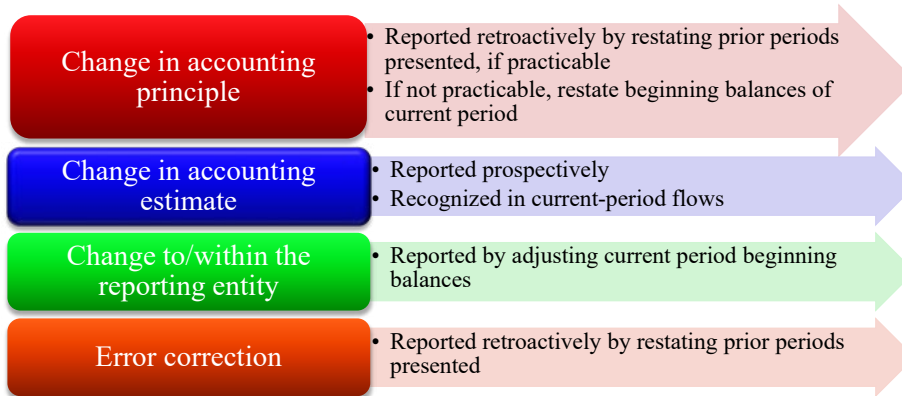 Change in accounting
principle
• Reported retroactively by restating prior periods
presented, if practicable
• If not practicable, restate beginning balances of
current period
Change in accounting
estimate
• Reported prospectively
• Recognized in current-period flows
Change to/within the
reporting entity
• Reported by adjusting current period beginning
balances
Error correction
• Reported retroactively by restating prior periods
presented